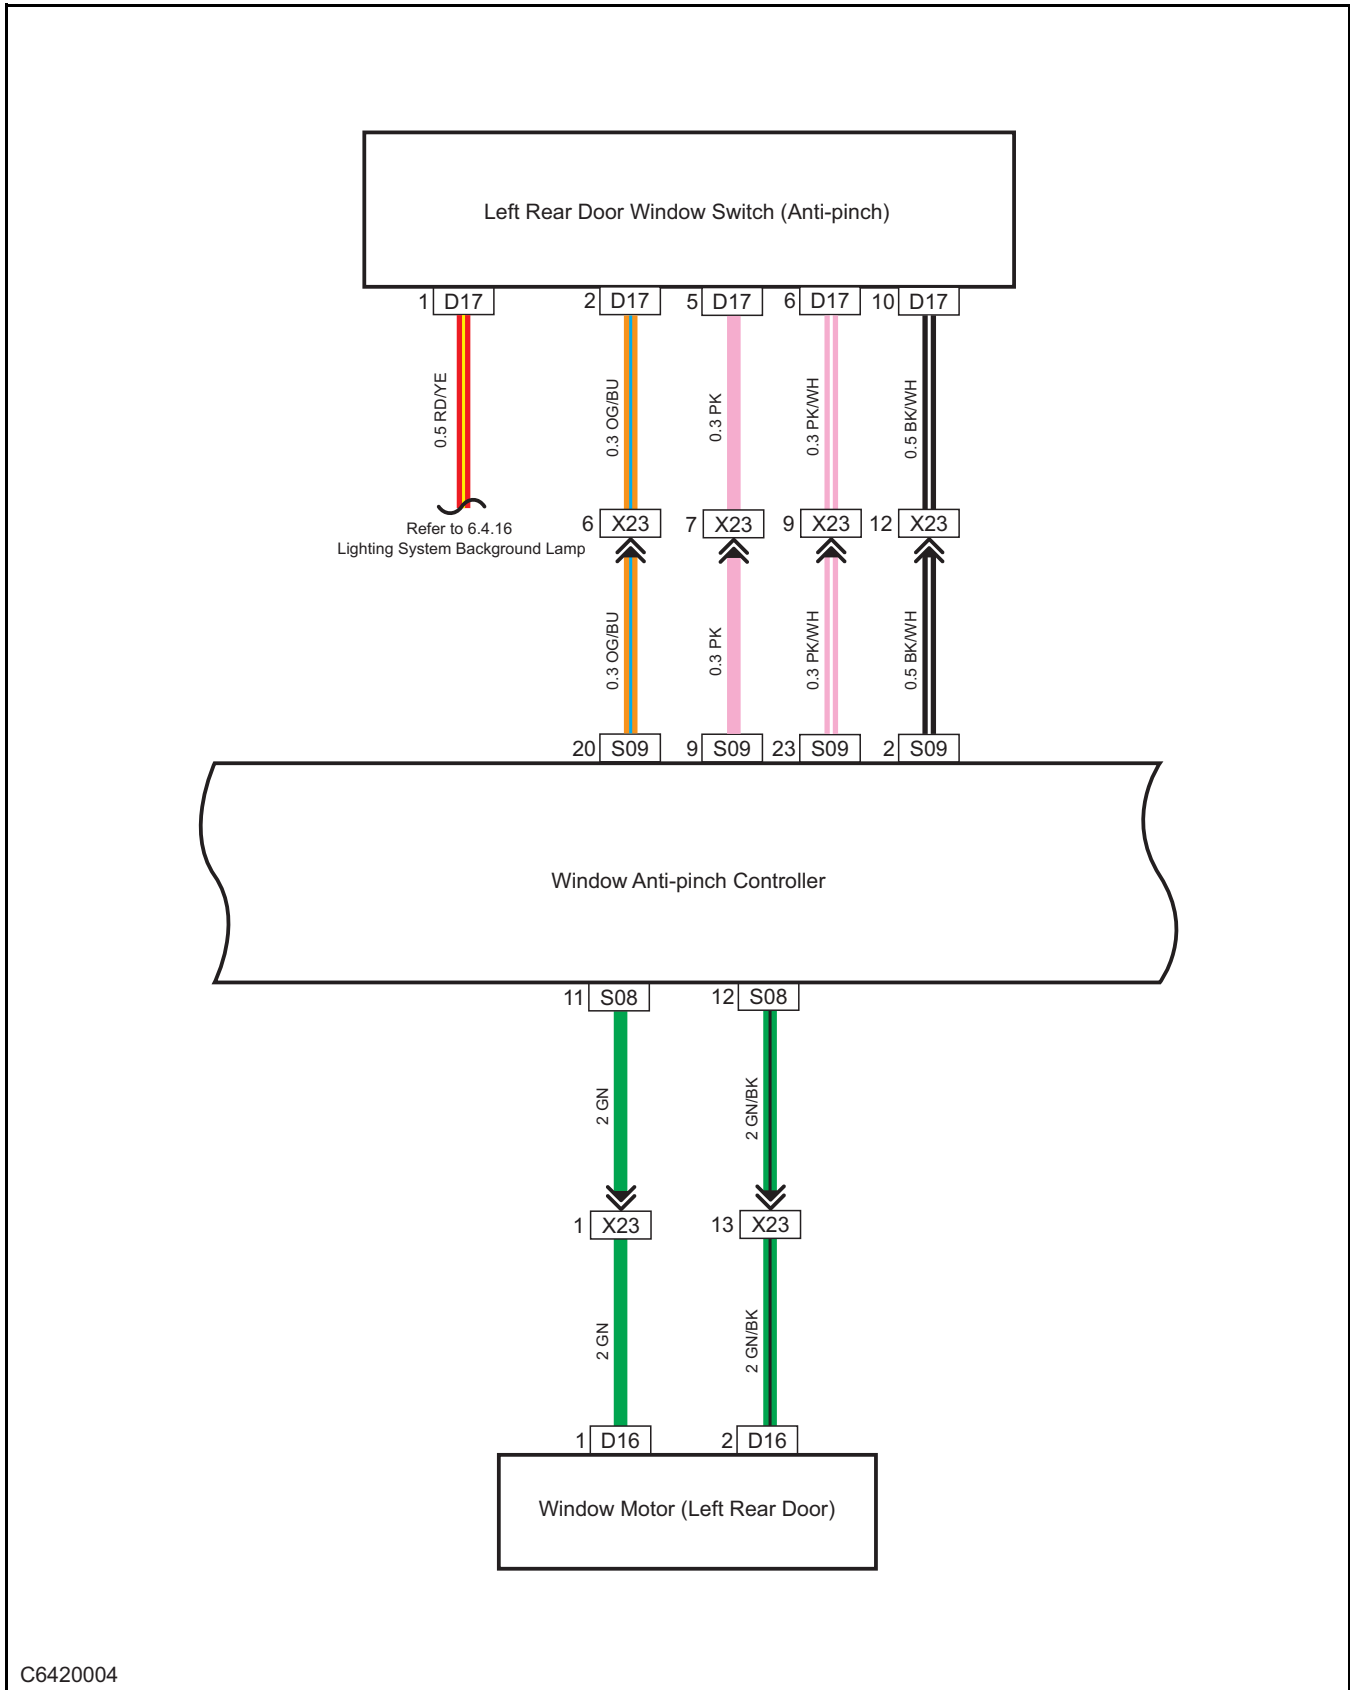 Left Rear Door Window Switch (Anti-pinch)
1 D17 2 D17 5 D17 6 D17 10 D17
0.5 RD/YE 0.3 OG/BU 0.3 PK 0.3 PK/WH 0.5 BK/WH
Refer to 6.4.16
Lighting System Background Lamp
6 X23 7 X23 9 X23 12 X23
0.3 OG/BU 0.3 PK 0.3 PK/WH 0.5 BK/WH
20 S09 9 S09 23 S09 2 S09
Window Anti-pinch Controller
11 S08 12 S08
2 GN 2 GN/BK
1 X23 13 X23
2 GN 2 GN/BK
1 D16 2 D16
Window Motor (Left Rear Door)
C6420004